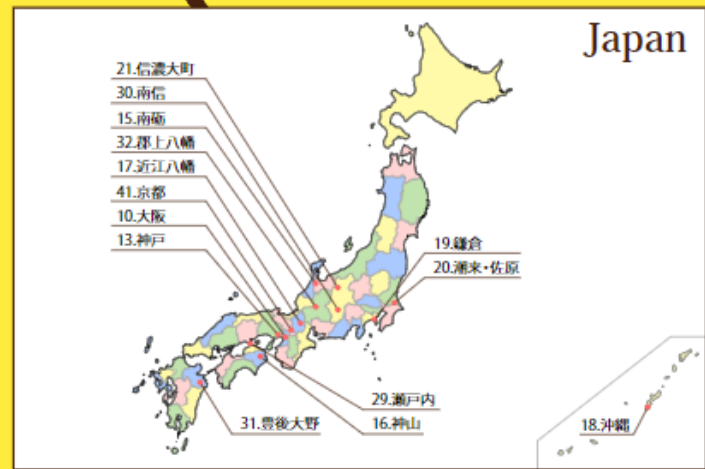 Japan
21.信濃大町
30.南信
15.南砺
32.郡上八幡
17.近江八幡
41.京都
10.大阪
13.神戸
19.鎌倉
20.潮来・佐原
29.瀬戸内
16.神山
31.豊後大野
18.沖縄